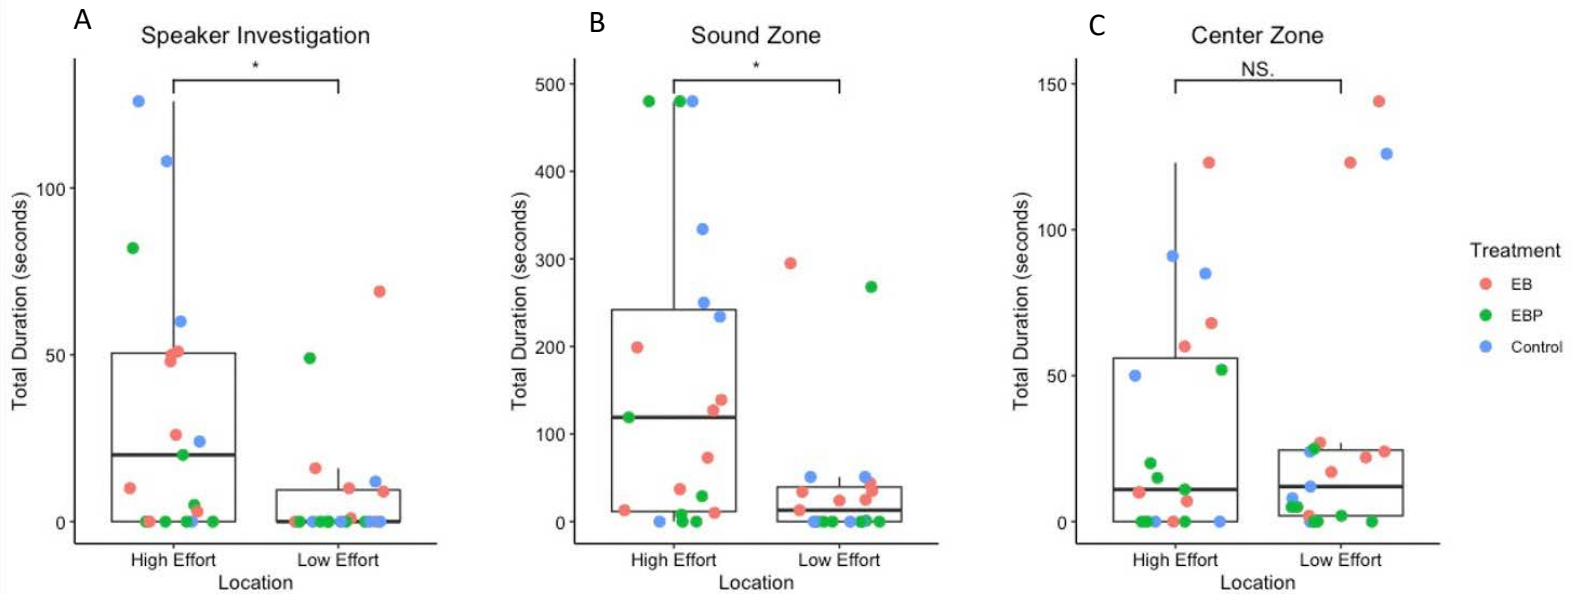 A
Speaker Investigation
*
100
50
0
Total Duration (seconds)
High Effort
Low Effort
Location
B
Sound Zone
*
500
400
300
200
100
0
Total Duration (seconds)
High Effort
Low Effort
Location
C
Center Zone
NS.
150
100
50
0
Total Duration (seconds)
High Effort
Low Effort
Location
Treatment
EB
EBP
Control